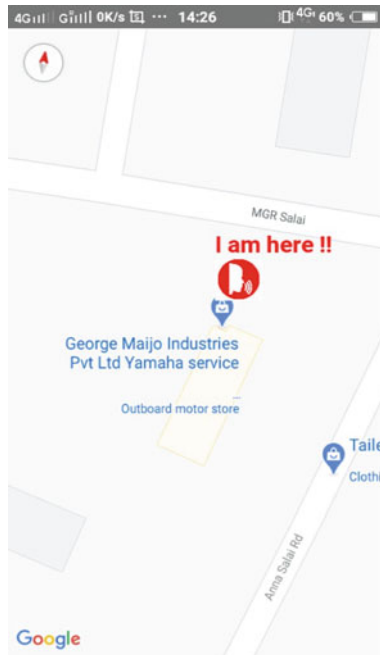 4G G 0K/s ··· 14:26 4G 60%
MGR Salai
I am here !!
George Maijo Industries
Pvt Ltd Yamaha service
...
Outboard motor store
Taile
Clothi
Anna Salai Rd
Google